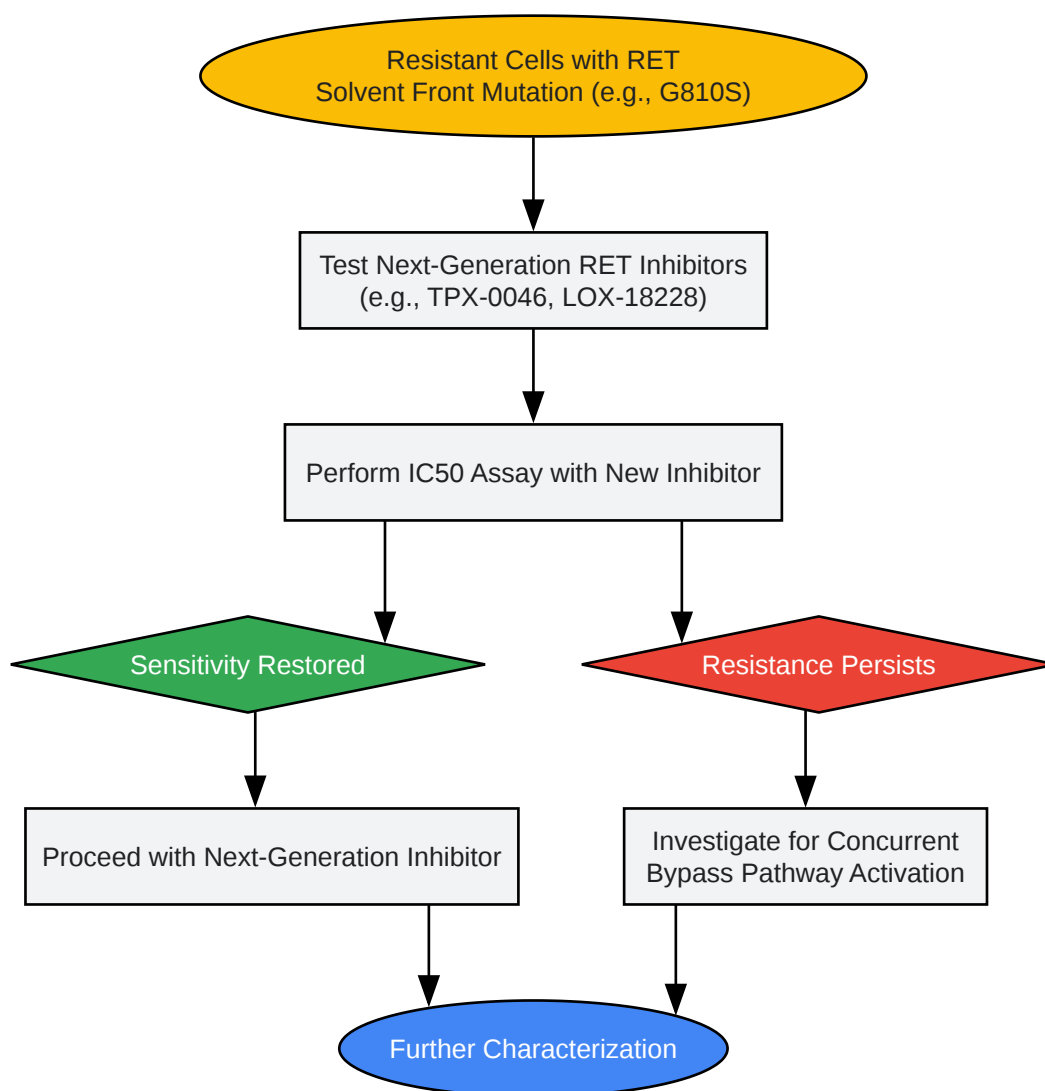 Resistant Cells with RET
Solvent Front Mutation (e.g., G810S)
Test Next-Generation RET Inhibitors
(e.g., TPX-0046, LOX-18228)
Perform IC50 Assay with New Inhibitor
Sensitivity Restored
Resistance Persists
Proceed with Next-Generation Inhibitor
Investigate for Concurrent
Bypass Pathway Activation
Further Characterization